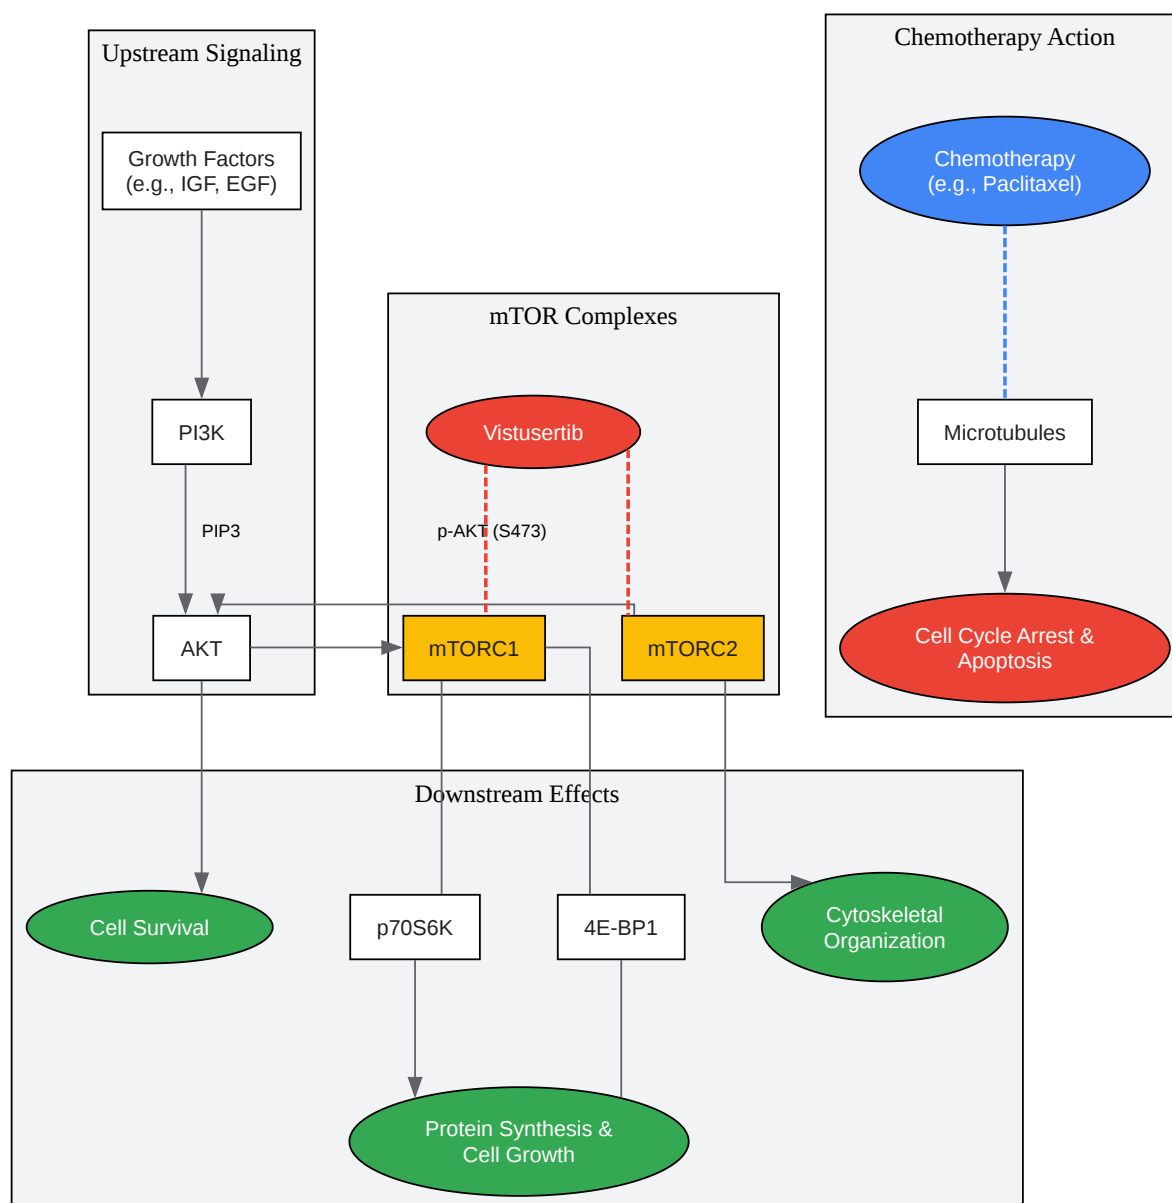 Upstream Signaling
Growth Factors
(e.g., IGF, EGF)
PI3K
PIP3
AKT
mTOR Complexes
Vistusertib
p-AKT (S473)
mTORC1
mTORC2
Chemotherapy Action
Chemotherapy
(e.g., Paclitaxel)
Microtubules
Cell Cycle Arrest &
Apoptosis
Downstream Effects
Cell Survival
p70S6K
4E-BP1
Cytoskeletal
Organization
Protein Synthesis &
Cell Growth